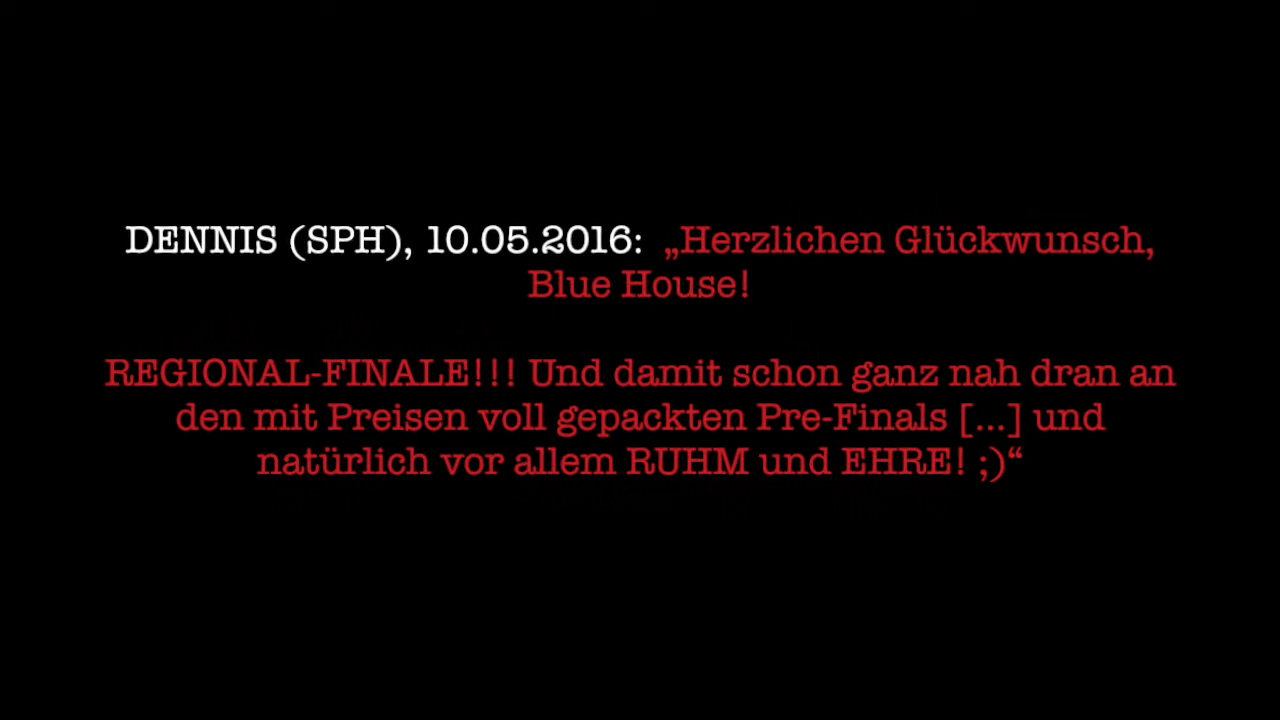 DENNIS (SPH), 10.05.2016: „Herzlichen Glückwunsch,
Blue House!
REGIONAL-FINALE!!! Und damit schon ganz nah dran an
den mit Preisen voll gepackten Pre-Finals [...] und
natürlich vor allem RUHM und EHRE! ;)“